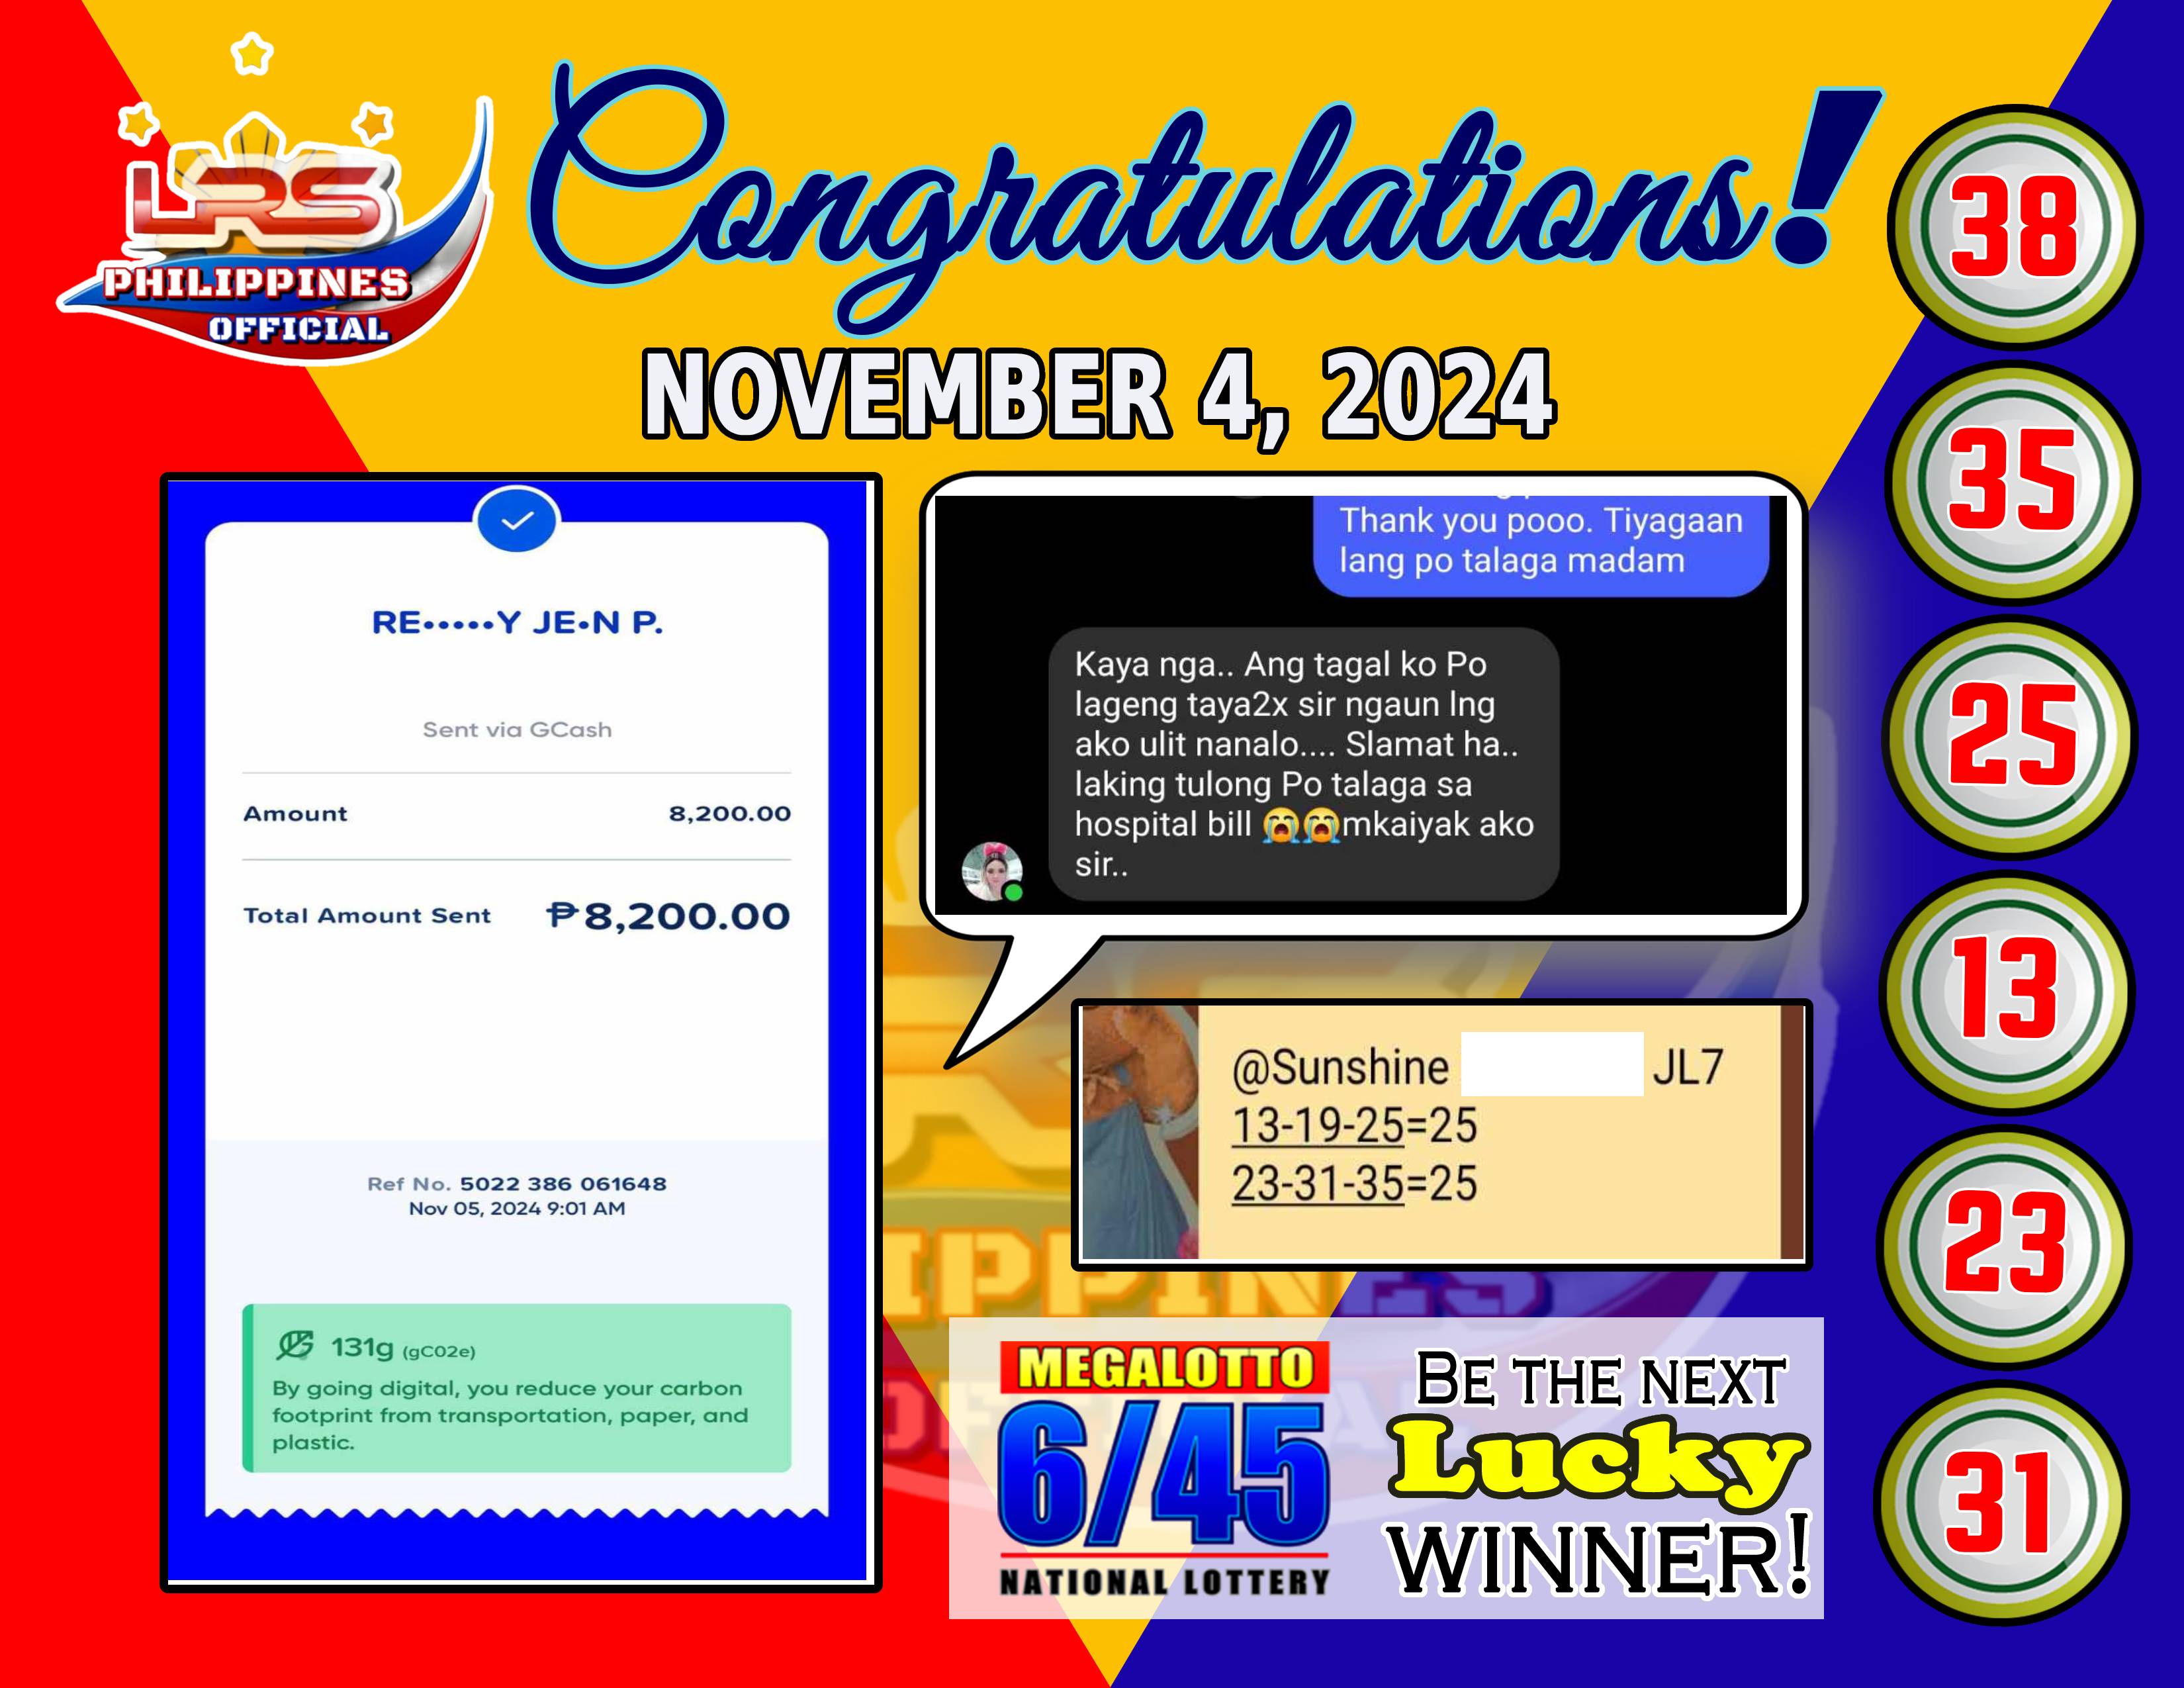 LRS
PHILIPPINES
OFFICIAL
Congratulations!
NOVEMBER 4, 2024
RE•••••Y JE•N P.
Sent via GCash
Amount 8,200.00
Total Amount Sent ₱8,200.00
Ref No. 5022 386 061648
Nov 05, 2024 9:01 AM
131g (gC02e)
By going digital, you reduce your carbon
footprint from transportation, paper, and
plastic.
Thank you pooo. Tiyagaan
lang po talaga madam
Kaya nga.. Ang tagal ko Po
lageng taya2x sir ngaun lng
ako ulit nanalo.... Slamat ha..
laking tulong Po talaga sa
hospital bill 😭😭mkaiyak ako
sir..
@Sunshine JL7
13-19-25=25
23-31-35=25
MEGALOTTO
6/45
NATIONAL LOTTERY
BE THE NEXT
Lucky
WINNER!
38
35
25
13
23
31